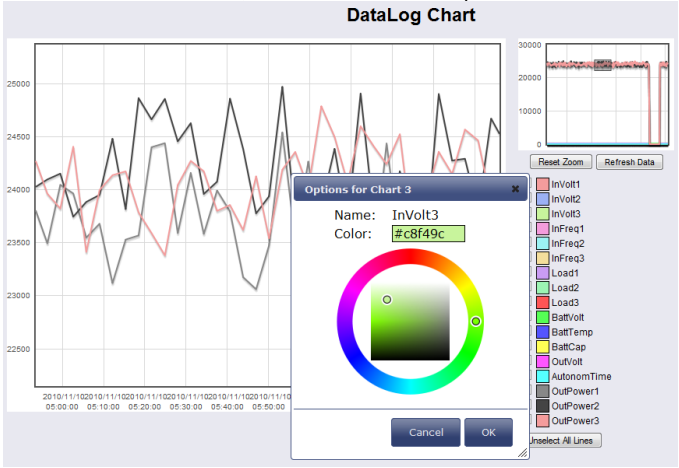 DataLog Chart
25000
24500
24000
23500
23000
22500
2010/11/10 2010/11/10 2010/11/10 2010/11/10 2010/11/10
05:00:00 05:10:00 05:20:00 05:30:00 05:40:00 05:50:00
30000
20000
10000
0
Reset Zoom Refresh Data
InVolt1
InVolt2
InVolt3
InFreq1
InFreq2
InFreq3
Load1
Load2
Load3
BattVolt
BattTemp
BattCap
OutVolt
AutonomTime
OutPower1
OutPower2
OutPower3
Unselect All Lines
Options for Chart 3 ×
Name: InVolt3
Color: #c8f49c
Cancel OK